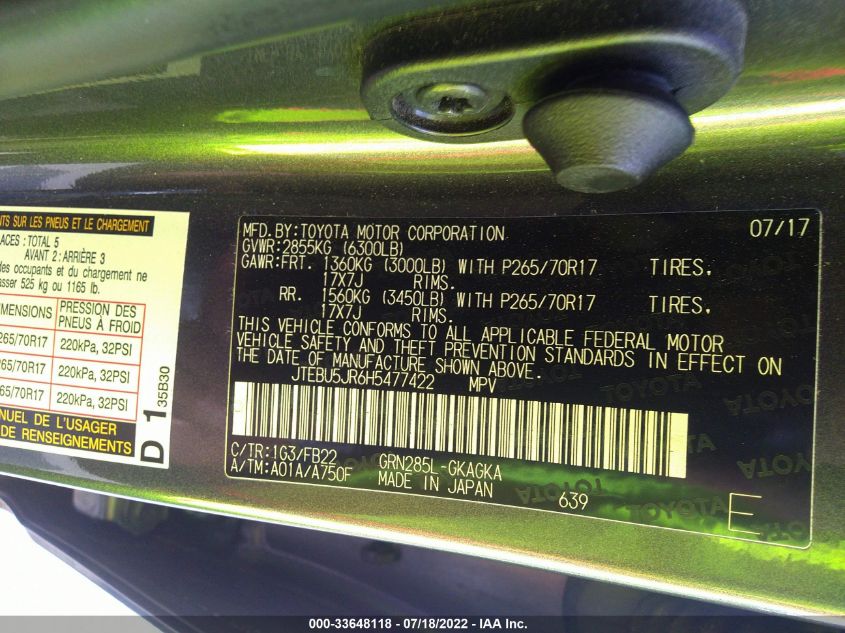 NTS SUR LES PNEUS ET LE CHARGEMENT
ACES: TOTAL 5
AVANT 2: ARRIÈRE 3
des occupants et du chargement ne
asser 525 kg ou 1165 lb.
MENSIONS PRESSION DES PNEUS À FROID
265/70R17 220kPa, 32PSI
65/70R17 220kPa, 32PSI
65/70R17 220kPa, 32PSI
NUEL DE L'USAGER
DE RENSEIGNEMENTS
D 1 35B30
MFD.BY:TOYOTA MOTOR CORPORATION 07/17
GVWR:2855KG (6300LB)
GAWR:FRT. 1360KG (3000LB) WITH P265/70R17 TIRES,
17X7J RIMS.
RR. 1560KG (3450LB) WITH P265/70R17 TIRES,
17X7J RIMS.
THIS VEHICLE CONFORMS TO ALL APPLICABLE FEDERAL MOTOR
VEHICLE SAFETY AND THEFT PREVENTION STANDARDS IN EFFECT ON
THE DATE OF MANUFACTURE SHOWN ABOVE.
JTEBU5JR6H5477422 MPV
C/TR:1G3/FB22 GRN285L-GKAGKA
A/TM:A01A/A750F MADE IN JAPAN
639
E
TOYOTA
000-33648118 - 07/18/2022 - IAA Inc.